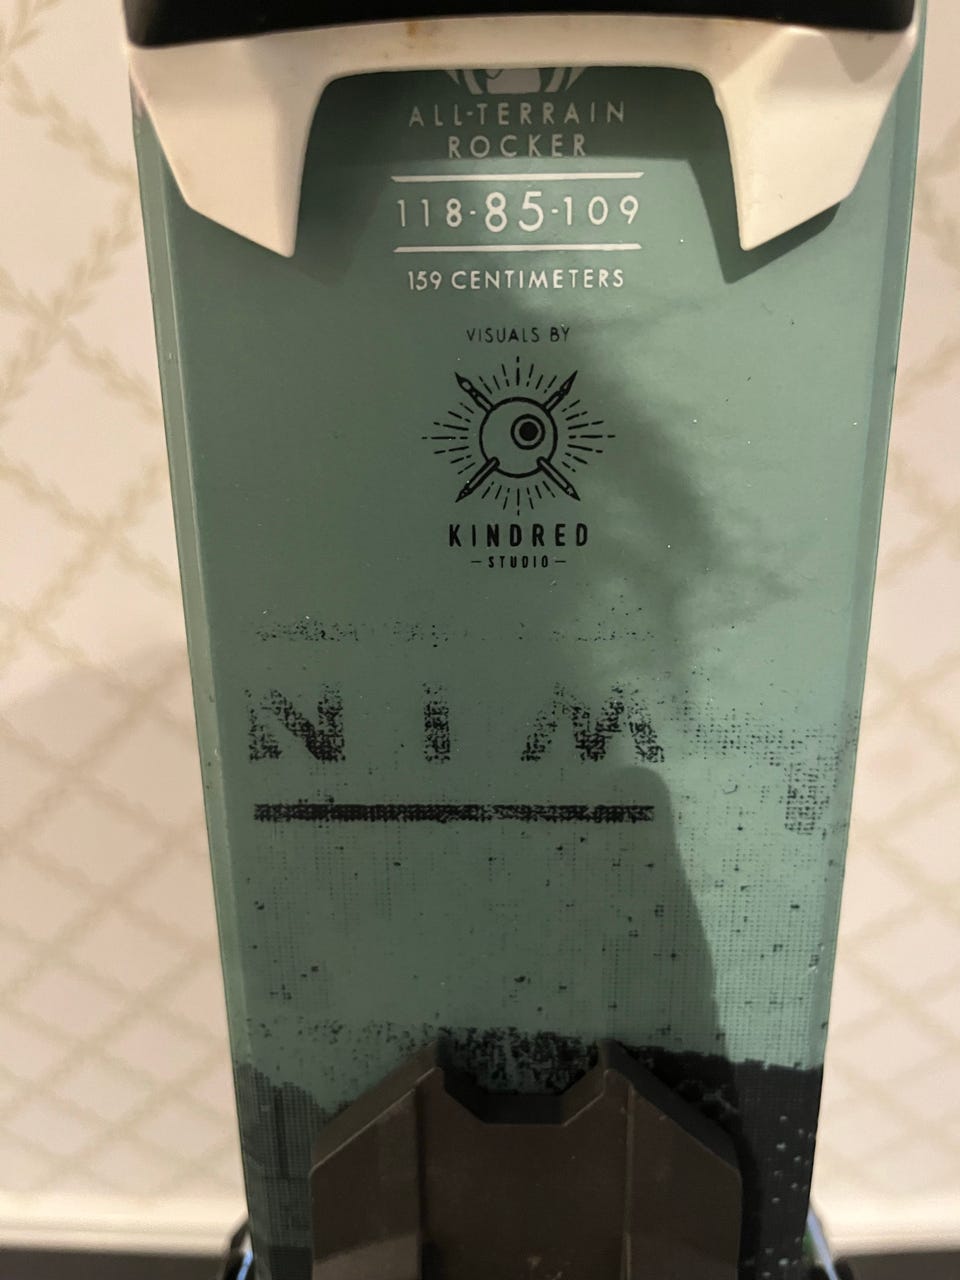 ALL-TERRAIN
ROCKER
118-85-109
159 CENTIMETERS
VISUALS BY
KINDRED
-STUDIO-